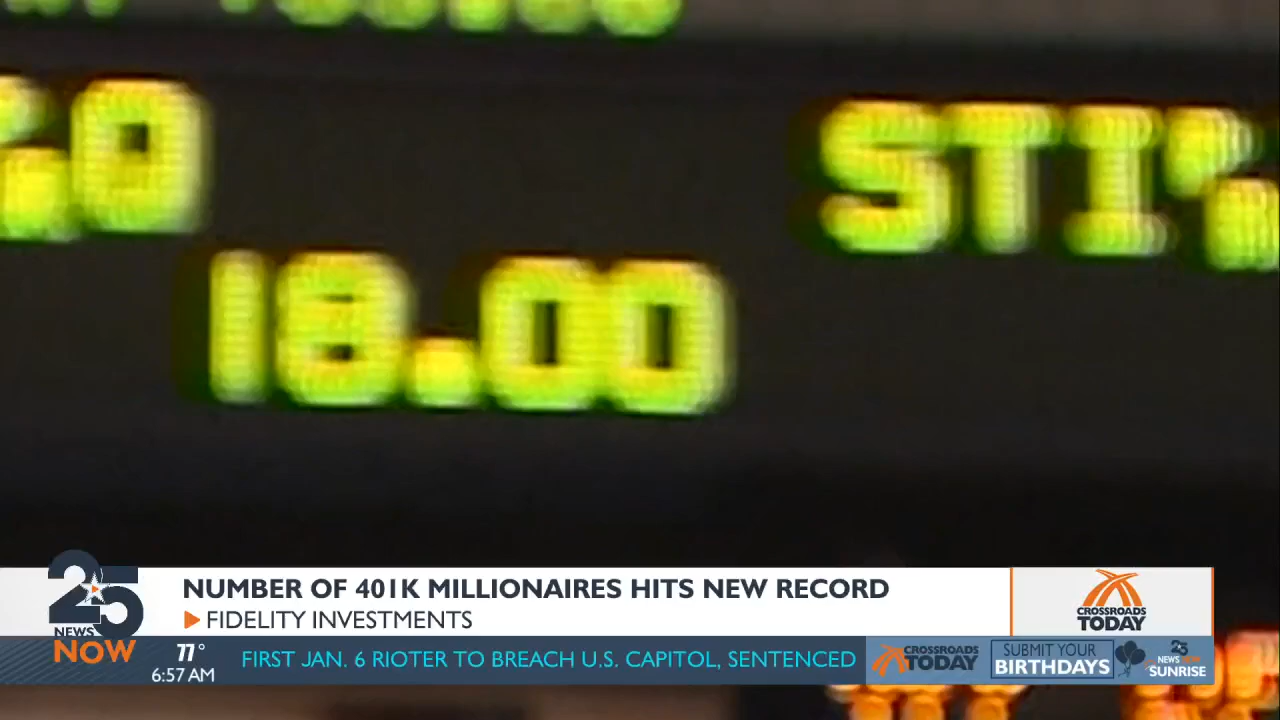 STI
18.00
NUMBER OF 401K MILLIONAIRES HITS NEW RECORD
FIDELITY INVESTMENTS
25
NEWS
NOW
CROSSROADS
TODAY
77°
6:57 AM
FIRST JAN. 6 RIOTER TO BREACH U.S. CAPITOL, SENTENCED
CROSSROADS
TODAY
SUBMIT YOUR
BIRTHDAYS
25
NEWS NOW
SUNRISE